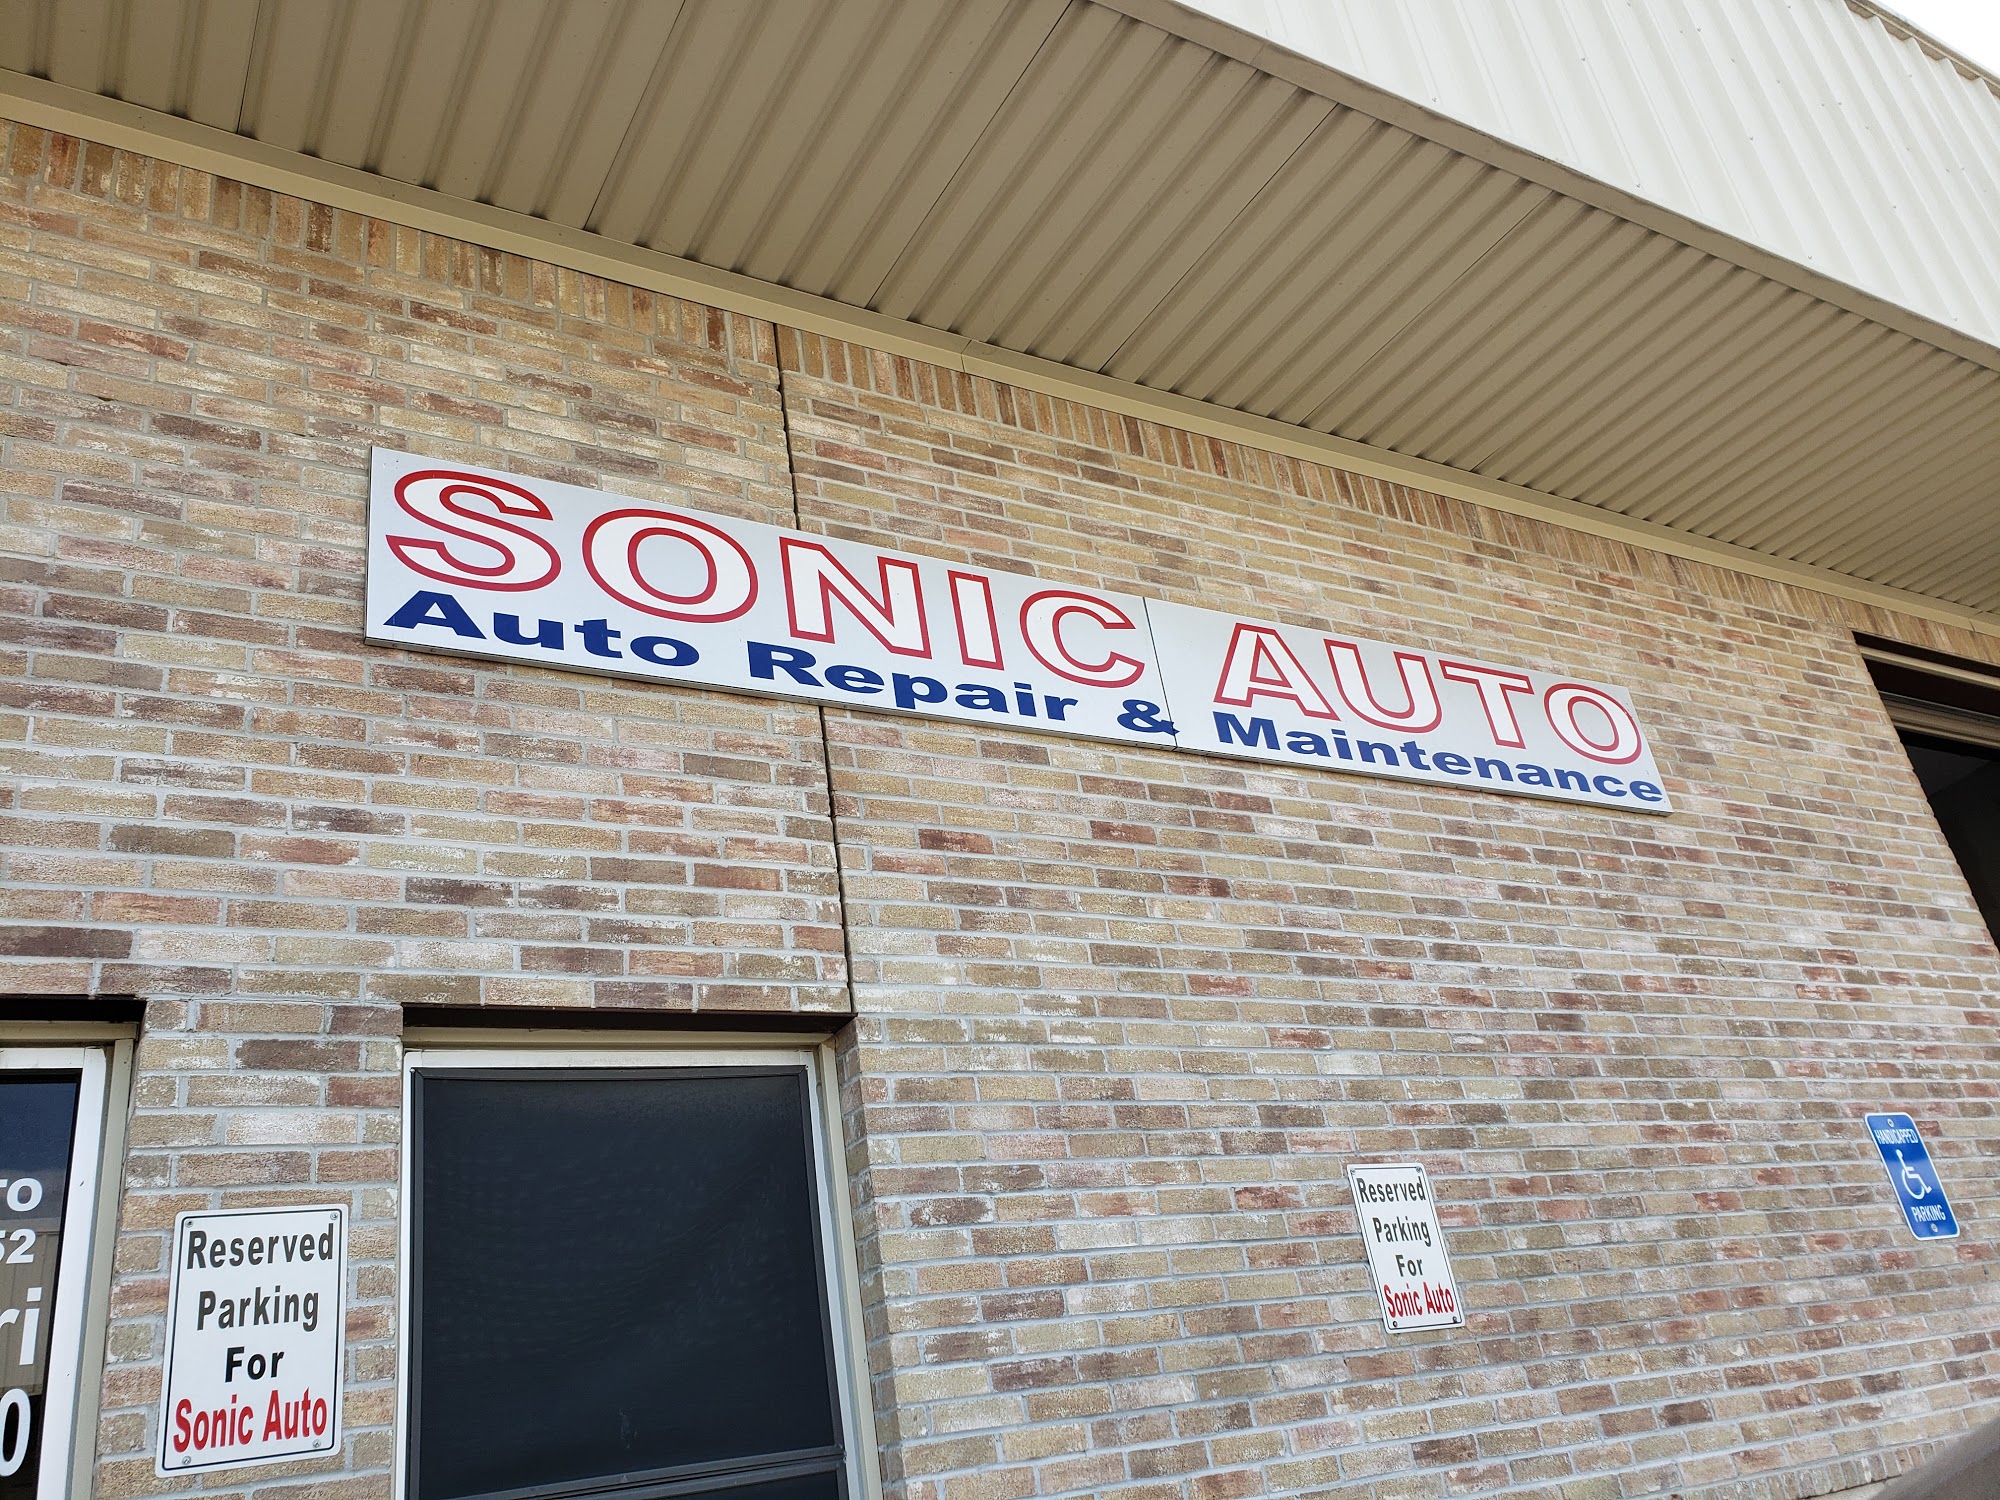 SONIC AUTO
Auto Repair & Maintenance
Reserved
Parking
For
Sonic Auto
Reserved
Parking
For
Sonic Auto
HANDICAPPED
PARKING